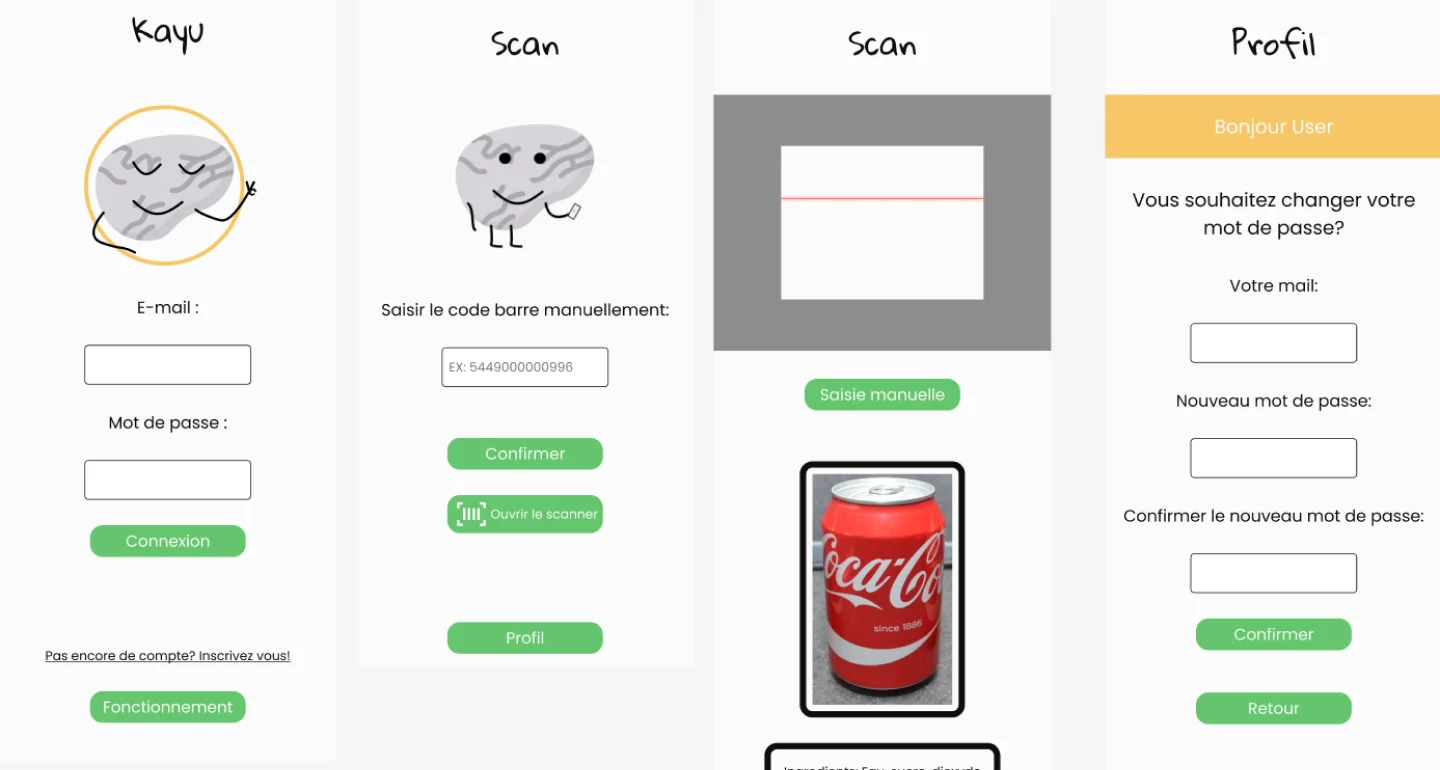 Kayu
E-mail :
Mot de passe :
Connexion
Pas encore de compte? Inscrivez vous!
Fonctionnement
Scan
Saisir le code barre manuellement:
EX: 5449000000996
Confirmer
Ouvrir le scanner
Profil
Scan
Saisie manuelle
Coca-Co
since 1886
Ingredients: Eau, sucre, dioxyde
Profil
Bonjour User
Vous souhaitez changer votre
mot de passe?
Votre mail:
Nouveau mot de passe:
Confirmer le nouveau mot de passe:
Confirmer
Retour